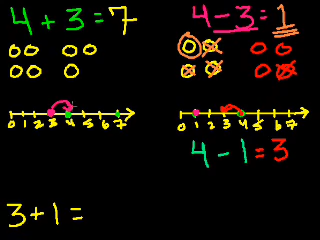 4 + 3 = 7
4 - 3 = 1
0 1 2 3 4 5 6 7
0 1 2 3 4 5 6 7
4 - 1 = 3
3 + 1 =